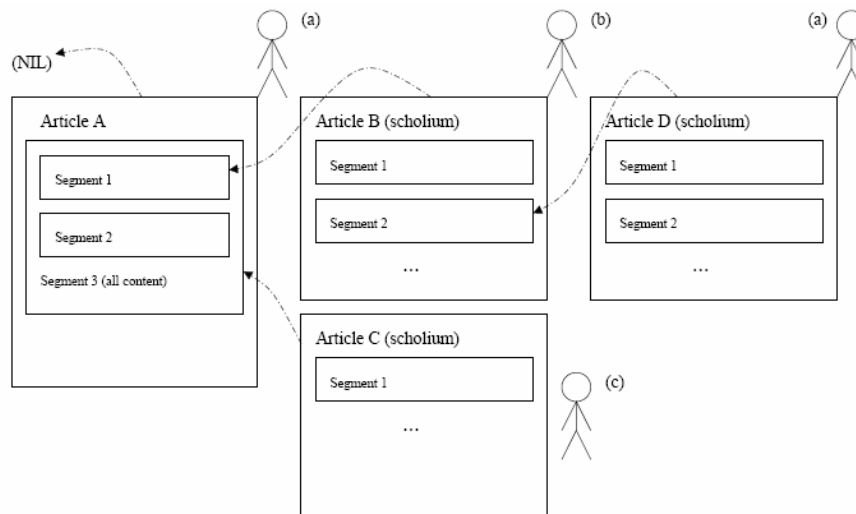 (a)
(b)
(a)
(NIL)
Article A
Segment 1
Segment 2
Segment 3 (all content)
Article B (scholium)
Segment 1
Segment 2
...
Article D (scholium)
Segment 1
Segment 2
...
Article C (scholium)
Segment 1
...
(c)